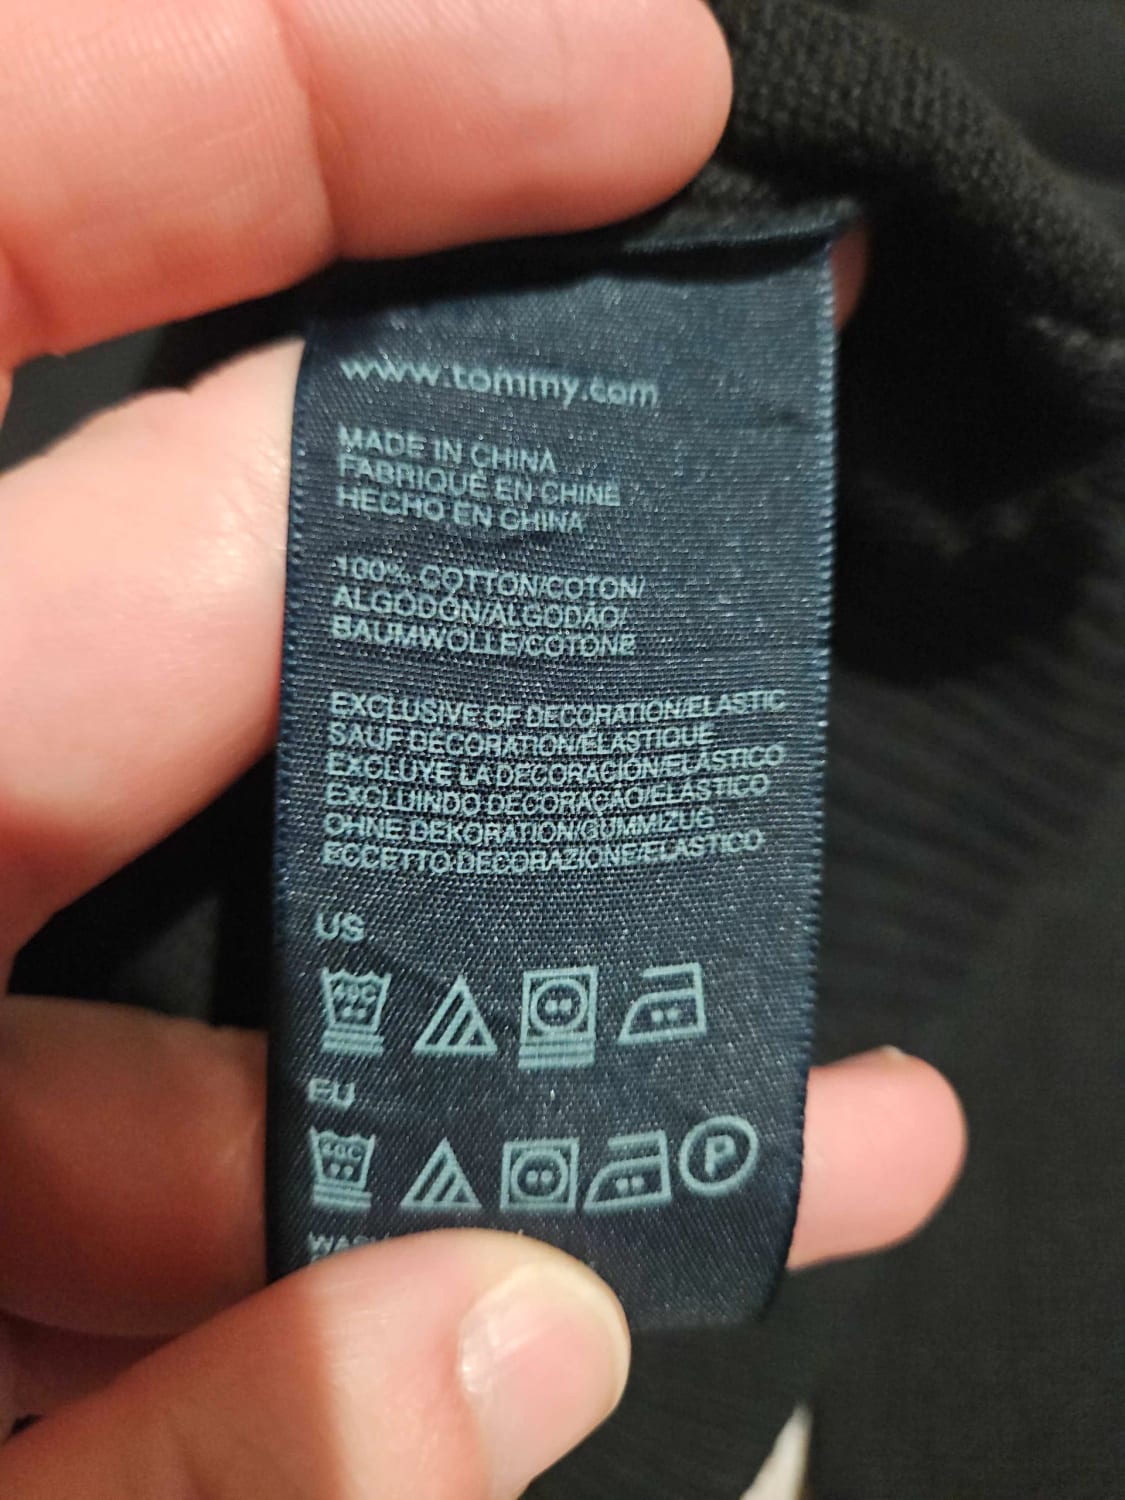 www.tommy.com
MADE IN CHINA
FABRIQUÉ EN CHINE
HECHO EN CHINA
100% COTTON/COTON/
ALGODÓN/ALGODÃO/
BAUMWOLLE/COTONE
EXCLUSIVE OF DECORATION/ELASTIC
SAUF DÉCORATION/ÉLASTIQUE
EXCLUYE LA DECORACIÓN/ELÁSTICO
EXCLUINDO DECORAÇÃO/ELÁSTICO
OHNE DEKORATION/GUMMIZUG
ECCETTO DECORAZIONE/ELASTICO
US
EU
P